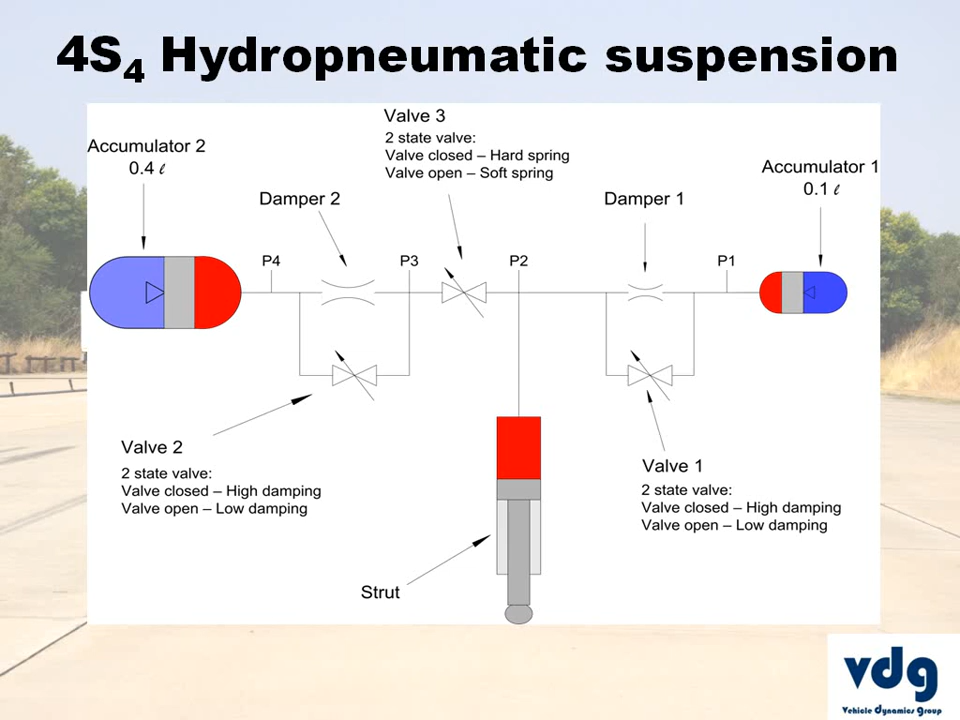 4S4 Hydropneumatic suspension
Valve 3
2 state valve:
Valve closed – Hard spring
Valve open – Soft spring
Accumulator 2
0.4 ℓ
Accumulator 1
0.1 ℓ
Damper 2
Damper 1
P4
P3
P2
P1
Valve 2
2 state valve:
Valve closed – High damping
Valve open – Low damping
Valve 1
2 state valve:
Valve closed – High damping
Valve open – Low damping
Strut
vdg
Vehicle Dynamics Group